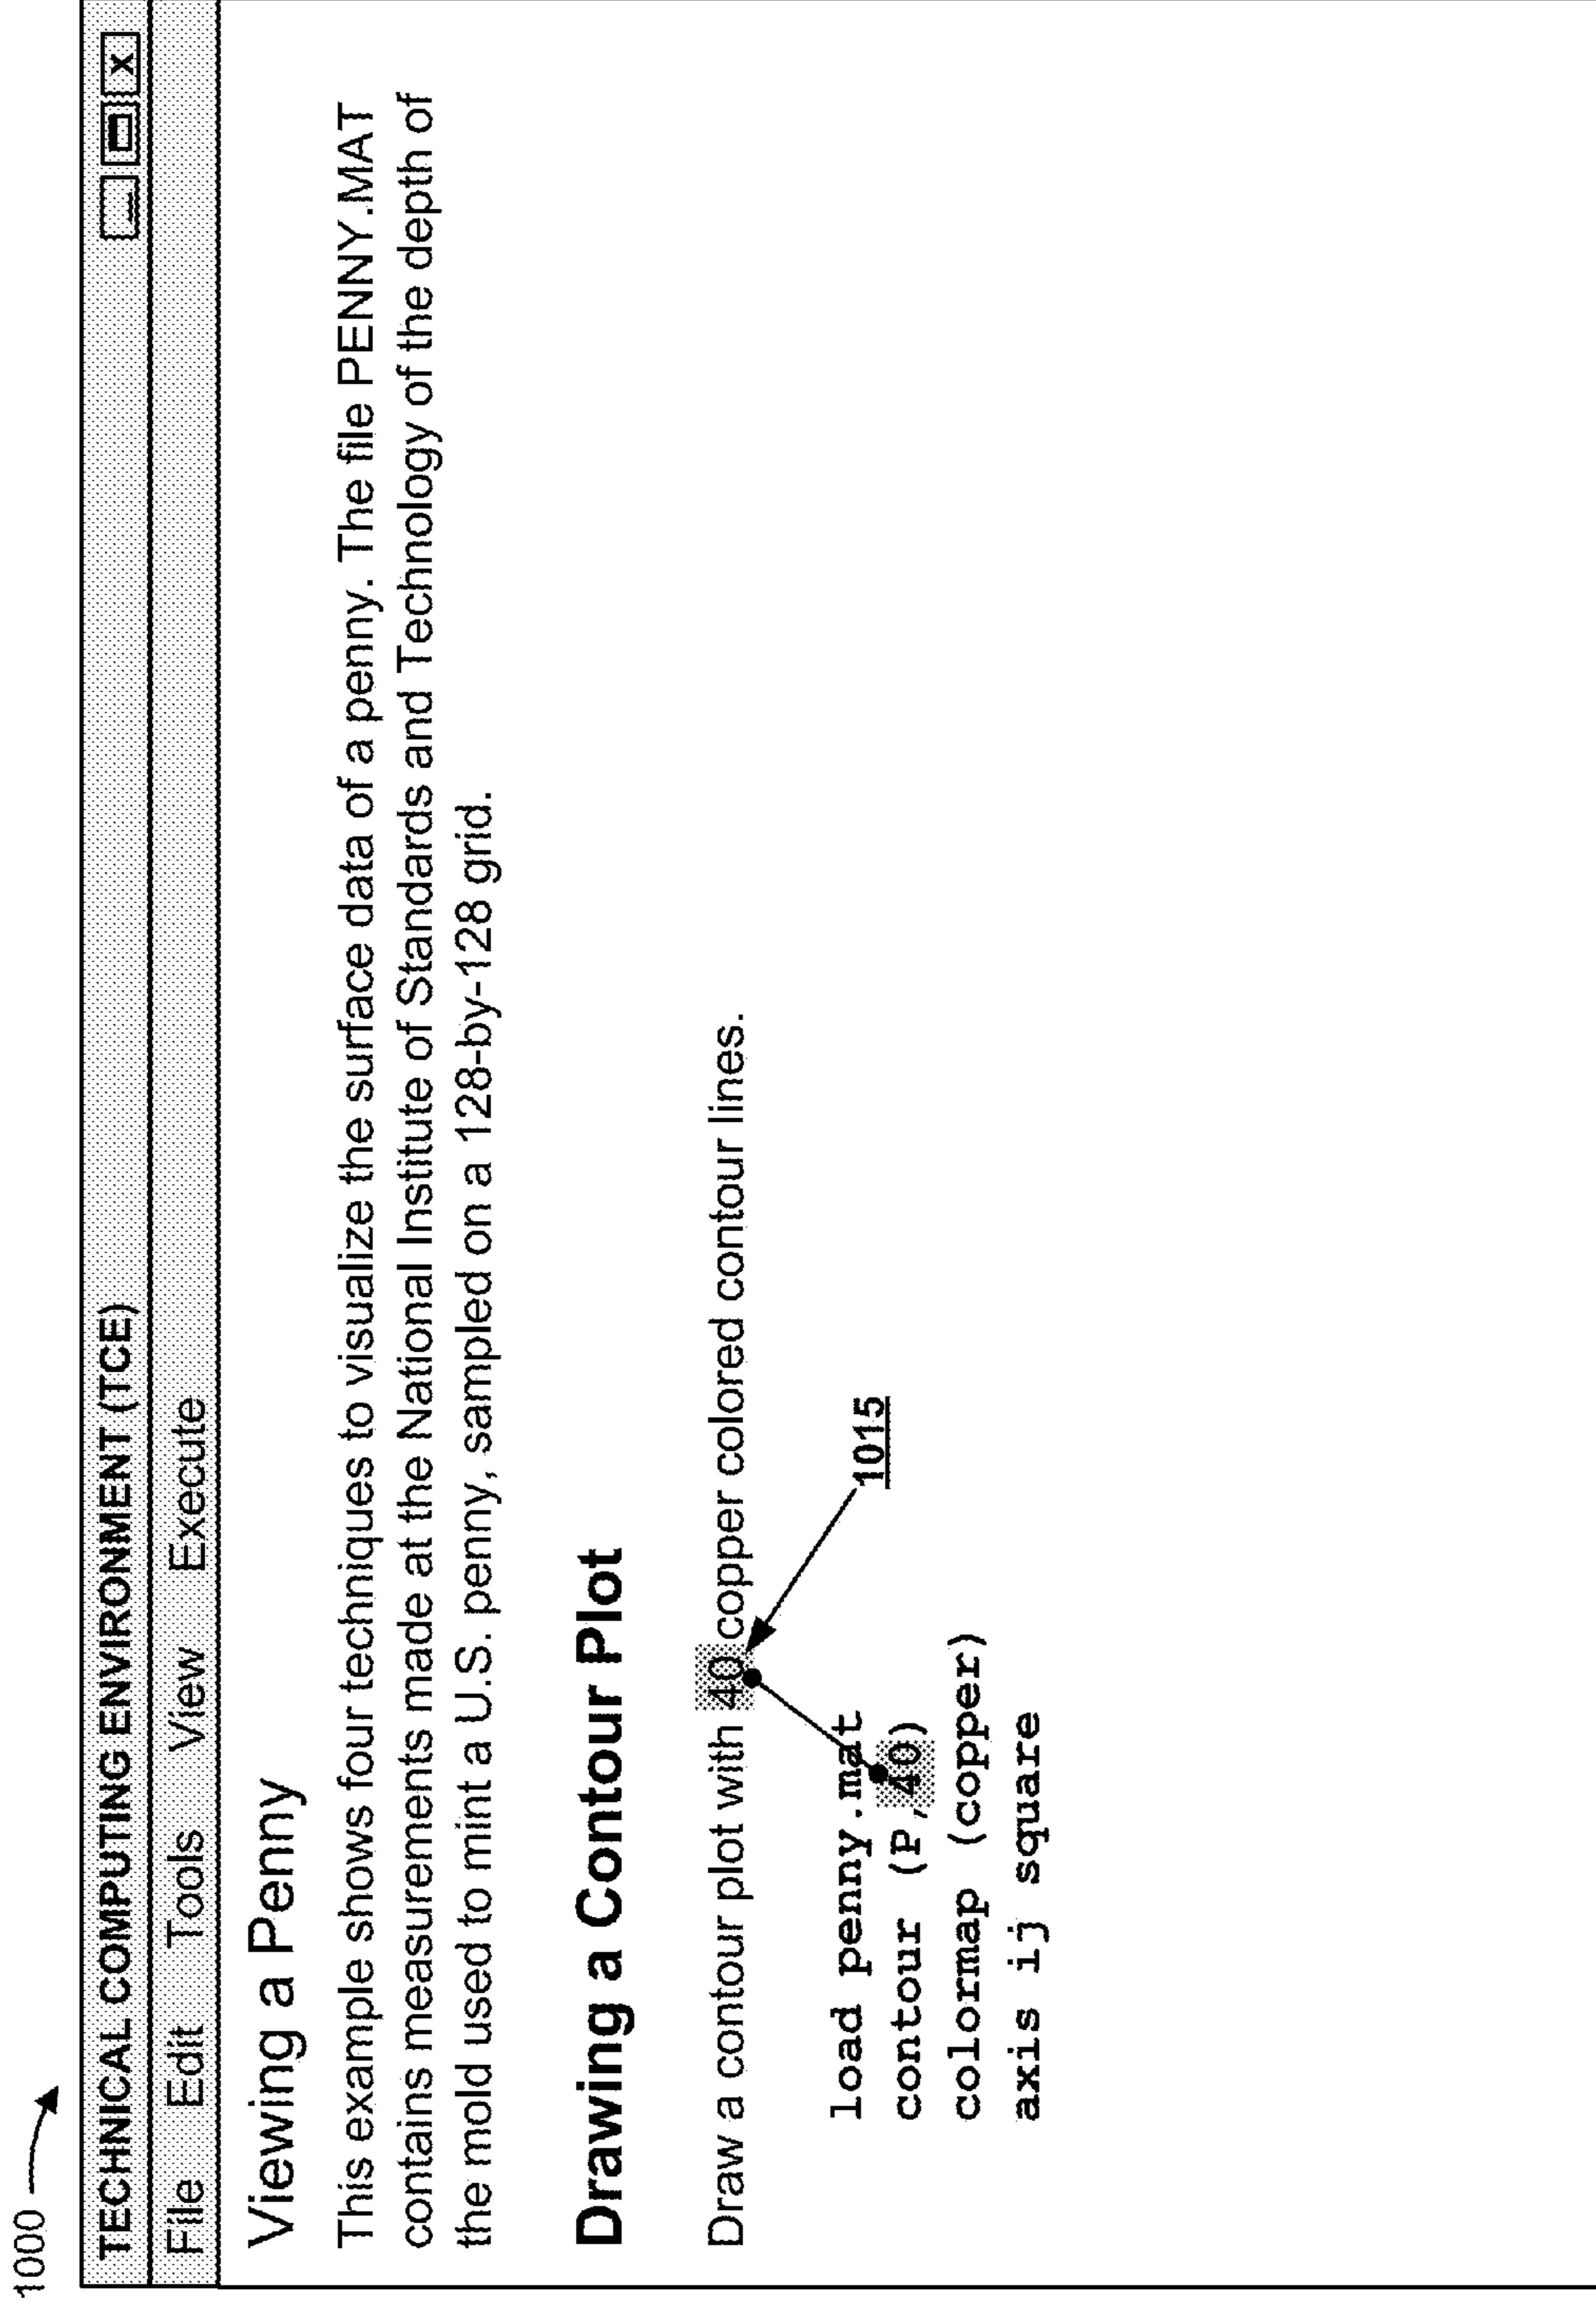 1000
TECHNICAL COMPUTING ENVIRONMENT (TCE)
_ X
File Edit Tools View Execute
Viewing a Penny
This example shows four techniques to visualize the surface data of a penny. The file PENNY.MAT
contains measurements made at the National Institute of Standards and Technology of the depth of
the mold used to mint a U.S. penny, sampled on a 128-by-128 grid.
Drawing a Contour Plot
Draw a contour plot with 40 copper colored contour lines.
1015
load penny.mat
contour (P,40)
colormap (copper)
axis ij square